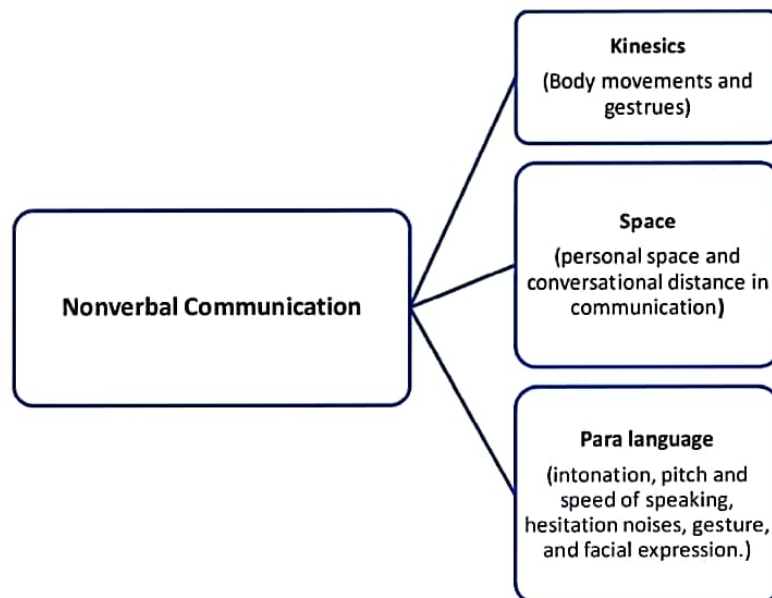 Nonverbal Communication
Kinesics
(Body movements and
gestrues)
Space
(personal space and
conversational distance in
communication)
Para language
(intonation, pitch and
speed of speaking,
hesitation noises, gesture,
and facial expression.)